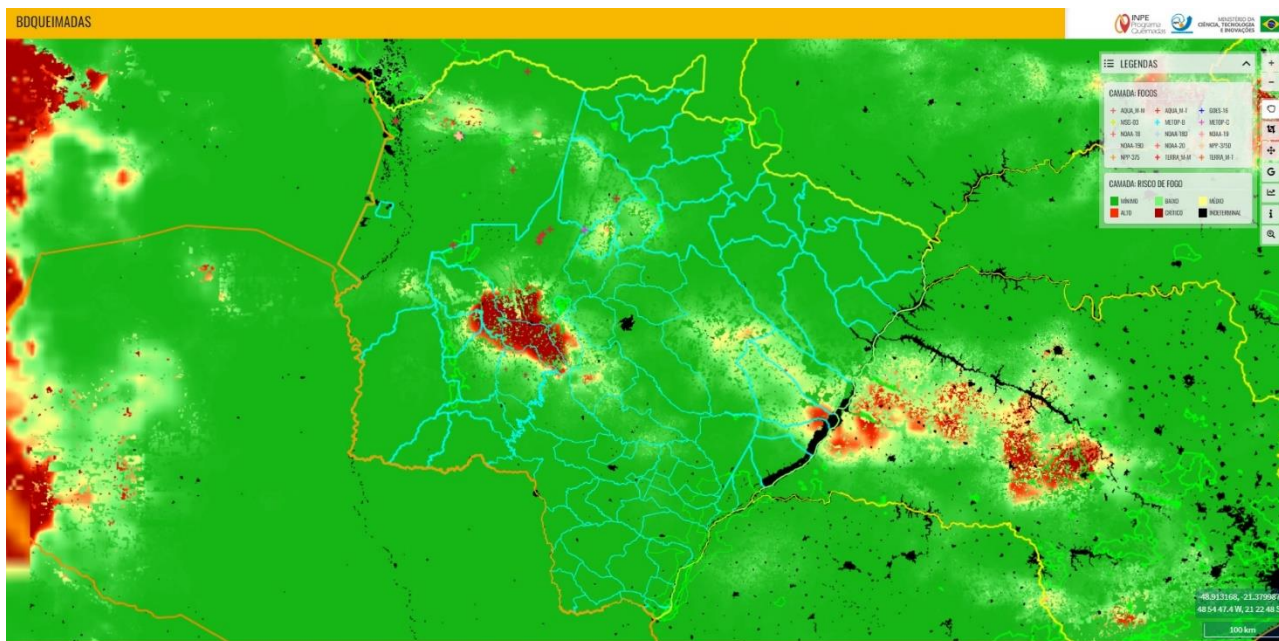 BDQUEIMADAS
INPE
Programa
Queimadas
MINISTÉRIO DA
CIÊNCIA, TECNOLOGIA
E INOVAÇÕES
LEGENDAS
CAMADA: FOCOS
AQUA_M-M AQUA_M-T GOES-16
MSG-03 METOP-B METOP-C
NOAA-18 NOAA-18D NOAA-19
NOAA-19D NOAA-20 NPP-375D
NPP-375 TERRA_M-M TERRA_M-T
CAMADA: RISCO DE FOGO
MÍNIMO BAIXO MÉDIO
ALTO CRÍTICO INDETERMINAD
+
−
G
i
-48.913168, -21.379987
48 54 47.4 W, 21 22 48 S
100 km